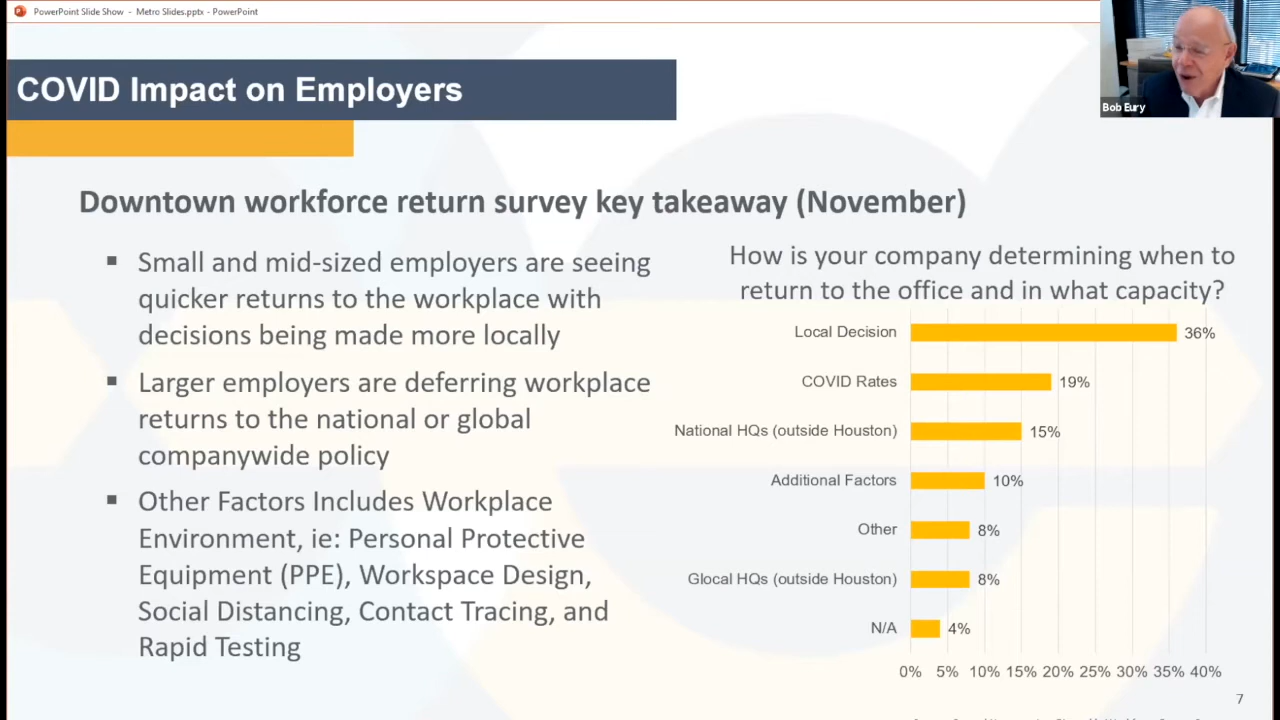 PowerPoint Slide Show - Metro Slides.pptx - PowerPoint
Bob Eury
COVID Impact on Employers
Downtown workforce return survey key takeaway (November)
▪ Small and mid-sized employers are seeing
quicker returns to the workplace with
decisions being made more locally
▪ Larger employers are deferring workplace
returns to the national or global
companywide policy
▪ Other Factors Includes Workplace
Environment, ie: Personal Protective
Equipment (PPE), Workspace Design,
Social Distancing, Contact Tracing, and
Rapid Testing
How is your company determining when to
return to the office and in what capacity?
Local Decision 36%
COVID Rates 19%
National HQs (outside Houston) 15%
Additional Factors 10%
Other 8%
Glocal HQs (outside Houston) 8%
N/A 4%
0% 5% 10% 15% 20% 25% 30% 35% 40%
7